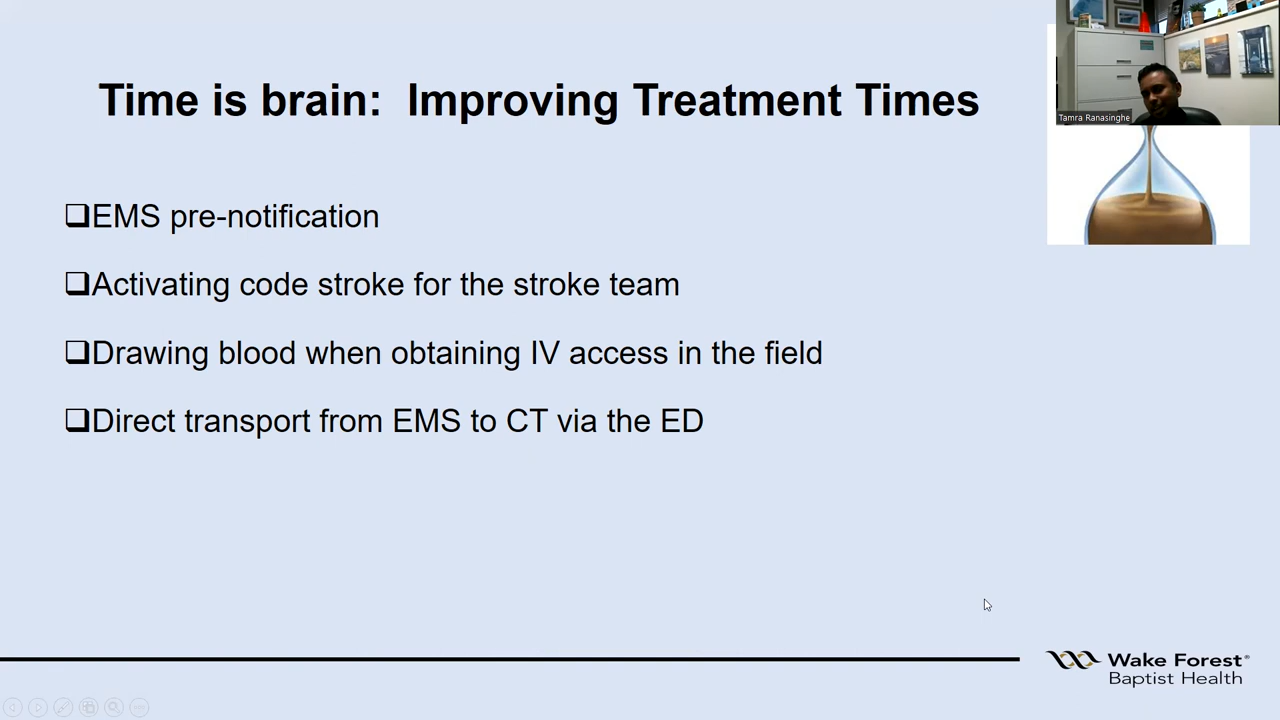 Time is brain: Improving Treatment Times
Tamra Ranasinghe
❑EMS pre-notification
❑Activating code stroke for the stroke team
❑Drawing blood when obtaining IV access in the field
❑Direct transport from EMS to CT via the ED
Wake Forest®
Baptist Health